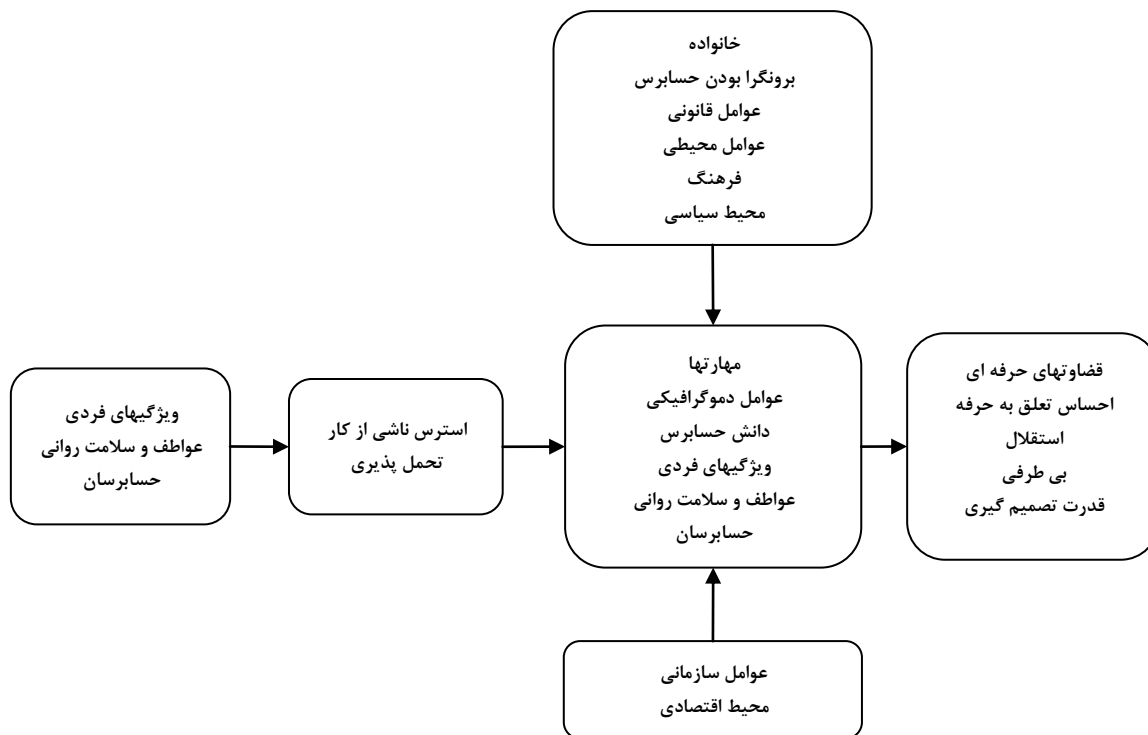 خانواده
برونگرا بودن حسابرس
عوامل قانونی
عوامل محیطی
فرهنگ
محیط سیاسی
ویژگیهای فردی
عواطف و سلامت روانی
حسابرسان
استرس ناشی از کار
تحمل پذیری
مهارتها
عوامل دموگرافیکی
دانش حسابرس
ویژگیهای فردی
عواطف و سلامت روانی
حسابرسان
قضاوتهای حرفه ای
احساس تعلق به حرفه
استقلال
بی طرفی
قدرت تصمیم گیری
عوامل سازمانی
محیط اقتصادی